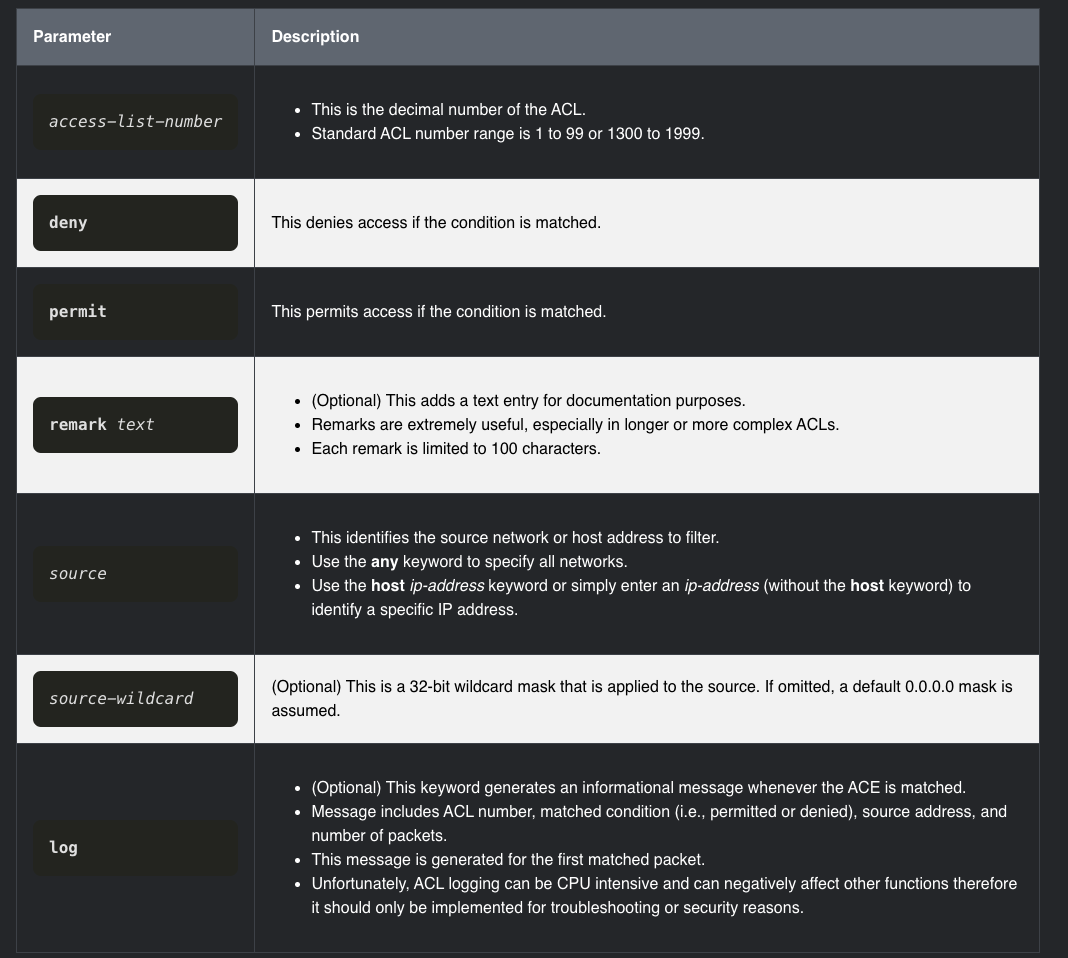 Parameter
Description
access-list-number
This is the decimal number of the ACL.
Standard ACL number range is 1 to 99 or 1300 to 1999.
deny
This denies access if the condition is matched.
permit
This permits access if the condition is matched.
remark text
(Optional) This adds a text entry for documentation purposes.
Remarks are extremely useful, especially in longer or more complex ACLs.
Each remark is limited to 100 characters.
source
This identifies the source network or host address to filter.
Use the any keyword to specify all networks.
Use the host ip-address keyword or simply enter an ip-address (without the host keyword) to
identify a specific IP address.
source-wildcard
(Optional) This is a 32-bit wildcard mask that is applied to the source. If omitted, a default 0.0.0.0 mask is
assumed.
log
(Optional) This keyword generates an informational message whenever the ACE is matched.
Message includes ACL number, matched condition (i.e., permitted or denied), source address, and
number of packets.
This message is generated for the first matched packet.
Unfortunately, ACL logging can be CPU intensive and can negatively affect other functions therefore
it should only be implemented for troubleshooting or security reasons.